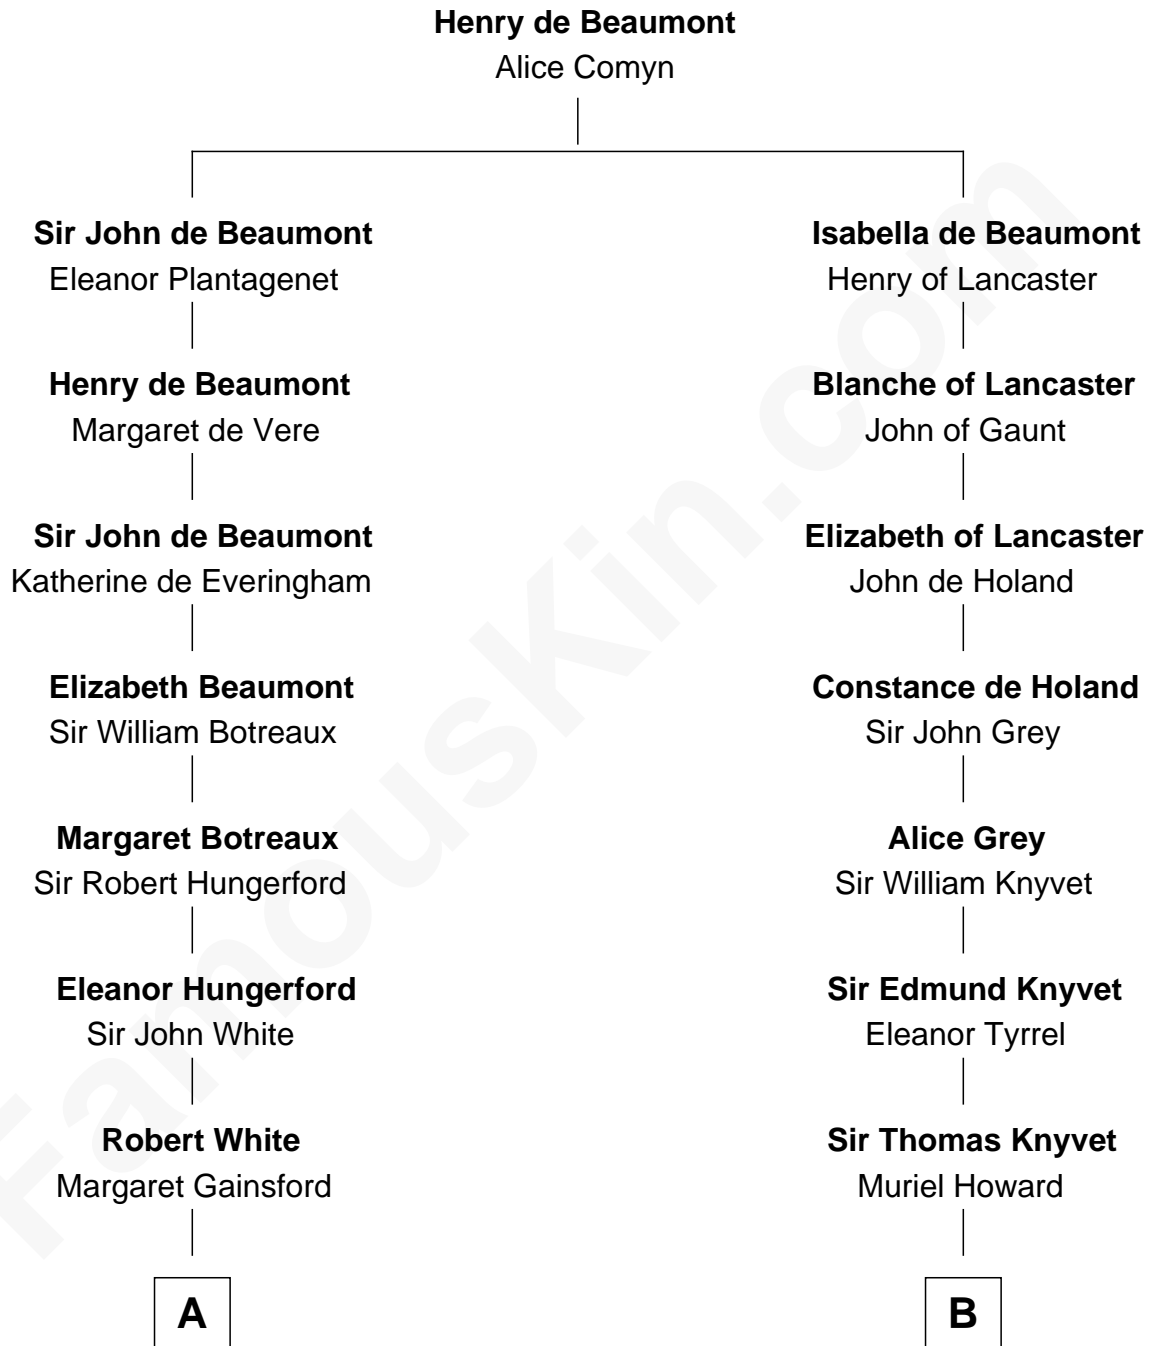 Henry de Beaumont
Alice Comyn
Sir John de Beaumont
Eleanor Plantagenet
Isabella de Beaumont
Henry of Lancaster
Henry de Beaumont
Margaret de Vere
Blanche of Lancaster
John of Gaunt
Sir John de Beaumont
Katherine de Everingham
Elizabeth of Lancaster
John de Holand
Elizabeth Beaumont
Sir William Botreaux
Constance de Holand
Sir John Grey
Margaret Botreaux
Sir Robert Hungerford
Alice Grey
Sir William Knyvet
Eleanor Hungerford
Sir John White
Sir Edmund Knyvet
Eleanor Tyrrel
Robert White
Margaret Gainsford
Sir Thomas Knyvet
Muriel Howard
A
B
FamousKin.com